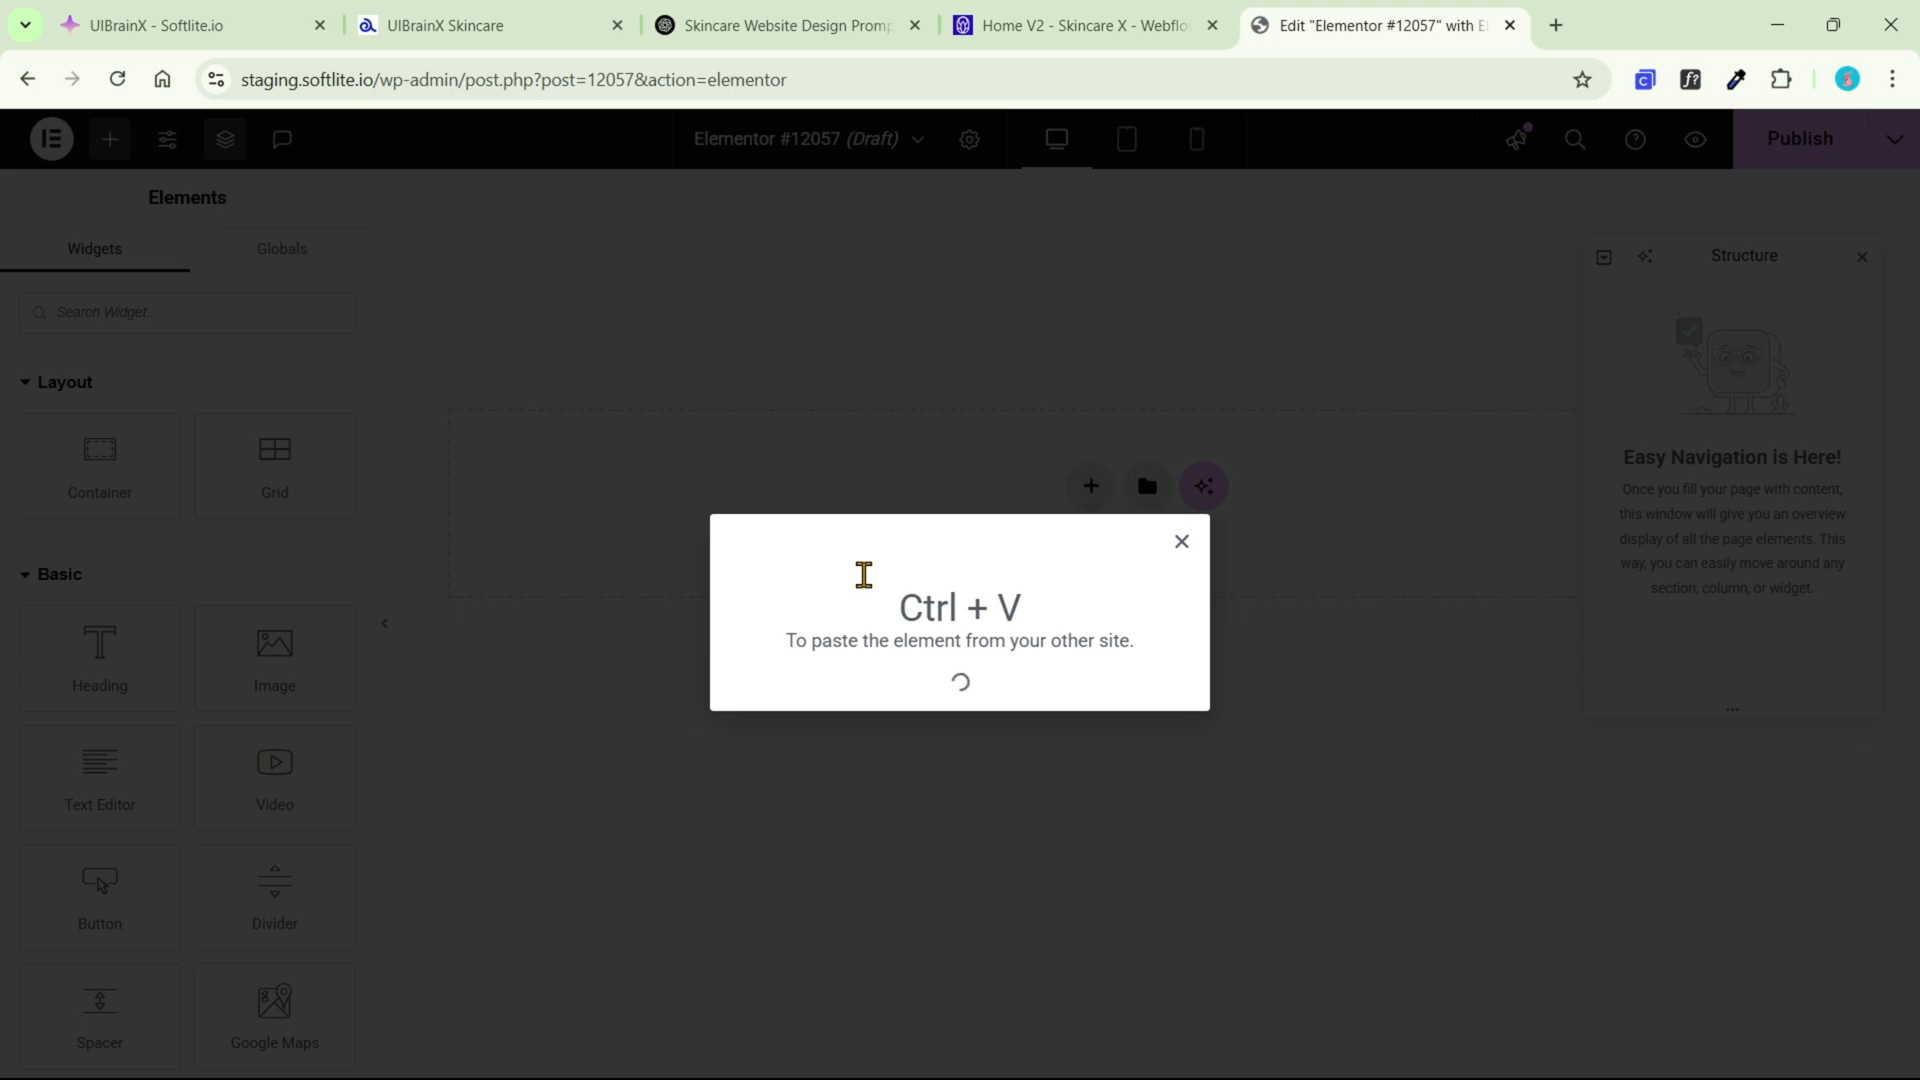 UIBrainX - Softlite.io
UIBrainX Skincare
Skincare Website Design Promp
Home V2 - Skincare X - Webflo
Edit "Elementor #12057" with El
staging.softlite.io/wp-admin/post.php?post=12057&action=elementor
Elementor #12057 (Draft)
Publish
Elements
Widgets
Globals
Search Widget...
Layout
Container
Grid
Basic
Heading
Image
Text Editor
Video
Button
Divider
Spacer
Google Maps
Ctrl + V
To paste the element from your other site.
Structure
Easy Navigation is Here!
Once you fill your page with content,
this window will give you an overview
display of all the page elements. This
way, you can easily move around any
section, column, or widget.